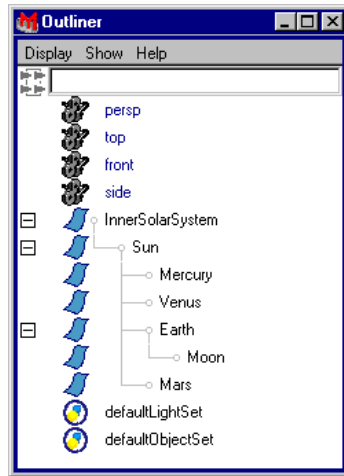 Outliner
Display Show Help
persp
top
front
side
InnerSolarSystem
Sun
Mercury
Venus
Earth
Moon
Mars
defaultLightSet
defaultObjectSet